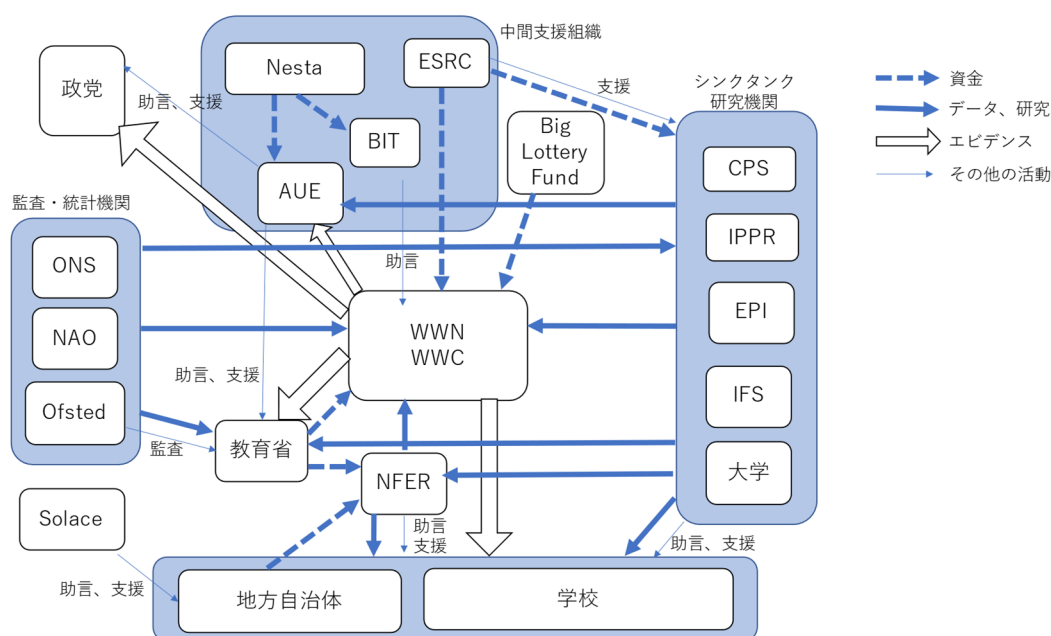 中間支援組織
政党
Nesta
ESRC
支援
シンクタンク
研究機関
資金
データ、研究
エビデンス
その他の活動
助言、支援
BIT
Big
Lottery
Fund
AUE
CPS
監査・統計機関
IPPR
ONS
助言
EPI
NAO
WWN
WWC
助言、支援
IFS
Ofsted
監査
教育省
大学
NFER
Solace
助言
支援
助言、支援
助言、支援
地方自治体
学校